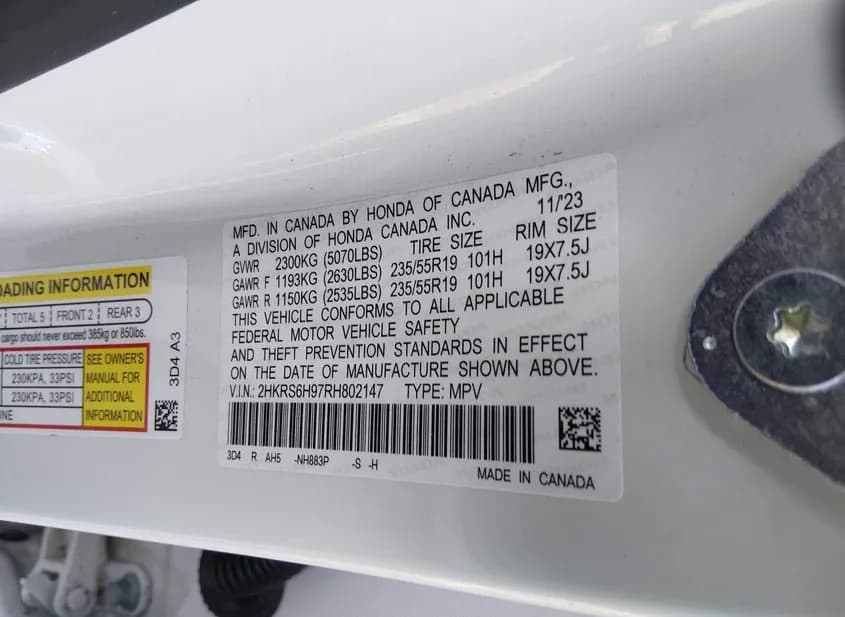 OADING INFORMATION
TOTAL 5 FRONT 2 REAR 3
cargo should never exceed 385kg or 850lbs.
COLD TIRE PRESSURE
230KPA, 33PSI
230KPA, 33PSI
NE
SEE OWNER'S
MANUAL FOR
ADDITIONAL
INFORMATION
3D4 A3
MFD. IN CANADA BY HONDA OF CANADA MFG.,
A DIVISION OF HONDA CANADA INC. 11/'23
GVWR 2300KG (5070LBS) TIRE SIZE RIM SIZE
GAWR F 1193KG (2630LBS) 235/55R19 101H 19X7.5J
GAWR R 1150KG (2535LBS) 235/55R19 101H 19X7.5J
THIS VEHICLE CONFORMS TO ALL APPLICABLE
FEDERAL MOTOR VEHICLE SAFETY
AND THEFT PREVENTION STANDARDS IN EFFECT
ON THE DATE OF MANUFACTURE SHOWN ABOVE.
V.I.N.: 2HKRS6H97RH802147 TYPE: MPV
3D4 R AH5 -NH883P -S -H
MADE IN CANADA